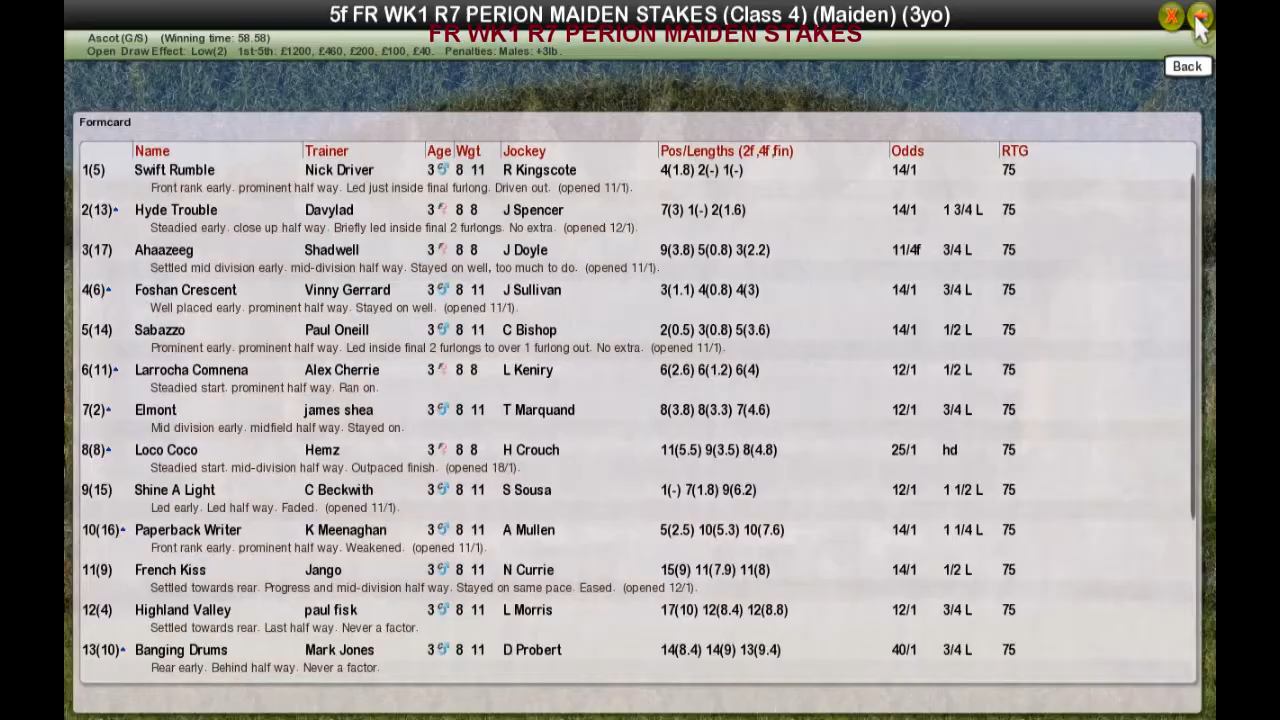 5f FR WK1 R7 PERION MAIDEN STAKES (Class 4) (Maiden) (3yo)
FR WK1 R7 PERION MAIDEN STAKES
Ascot(G/S) (Winning time: 58.58)
Open Draw Effect: Low(2) 1st-5th: £1200, £460, £200, £100, £40. Penalties: Males: +3lb.
X
Back
Formcard
Name Trainer Age Wgt Jockey Pos/Lengths (2f,4f,fin) Odds RTG
1(5) Swift Rumble Nick Driver 3 8 11 R Kingscote 4(1.8) 2(-) 1(-) 14/1 75
Front rank early. prominent half way. Led just inside final furlong. Driven out. (opened 11/1).
2(13) Hyde Trouble Davylad 3 8 8 J Spencer 7(3) 1(-) 2(1.6) 14/1 1 3/4 L 75
Steadied early. close up half way. Briefly led inside final 2 furlongs. No extra. (opened 12/1).
3(17) Ahaazeeg Shadwell 3 8 8 J Doyle 9(3.8) 5(0.8) 3(2.2) 11/4f 3/4 L 75
Settled mid division early. mid-division half way. Stayed on well, too much to do. (opened 11/1).
4(6) Foshan Crescent Vinny Gerrard 3 8 11 J Sullivan 3(1.1) 4(0.8) 4(3) 14/1 3/4 L 75
Well placed early. prominent half way. Stayed on well. (opened 11/1).
5(14) Sabazzo Paul Oneill 3 8 11 C Bishop 2(0.5) 3(0.8) 5(3.6) 14/1 1/2 L 75
Prominent early. prominent half way. Led inside final 2 furlongs to over 1 furlong out. No extra. (opened 11/1).
6(11) Larrocha Comnena Alex Cherrie 3 8 8 L Keniry 6(2.6) 6(1.2) 6(4) 12/1 1/2 L 75
Steadied start. prominent half way. Ran on.
7(2) Elmont james shea 3 8 11 T Marquand 8(3.8) 8(3.3) 7(4.6) 12/1 3/4 L 75
Mid division early. midfield half way. Stayed on.
8(8) Loco Coco Hemz 3 8 8 H Crouch 11(5.5) 9(3.5) 8(4.8) 25/1 hd 75
Steadied start. mid-division half way. Outpaced finish. (opened 18/1).
9(15) Shine A Light C Beckwith 3 8 11 S Sousa 1(-) 7(1.8) 9(6.2) 12/1 1 1/2 L 75
Led early. Led half way. Faded. (opened 11/1).
10(16) Paperback Writer K Meenaghan 3 8 11 A Mullen 5(2.5) 10(5.3) 10(7.6) 14/1 1 1/4 L 75
Front rank early. prominent half way. Weakened. (opened 11/1).
11(9) French Kiss Jango 3 8 11 N Currie 15(9) 11(7.9) 11(8) 14/1 1/2 L 75
Settled towards rear. Progress and mid-division half way. Stayed on same pace. Eased. (opened 12/1).
12(4) Highland Valley paul fisk 3 8 11 L Morris 17(10) 12(8.4) 12(8.8) 12/1 3/4 L 75
Settled towards rear. Last half way. Never a factor.
13(10) Banging Drums Mark Jones 3 8 11 D Probert 14(8.4) 14(9) 13(9.4) 40/1 3/4 L 75
Rear early. Behind half way. Never a factor.